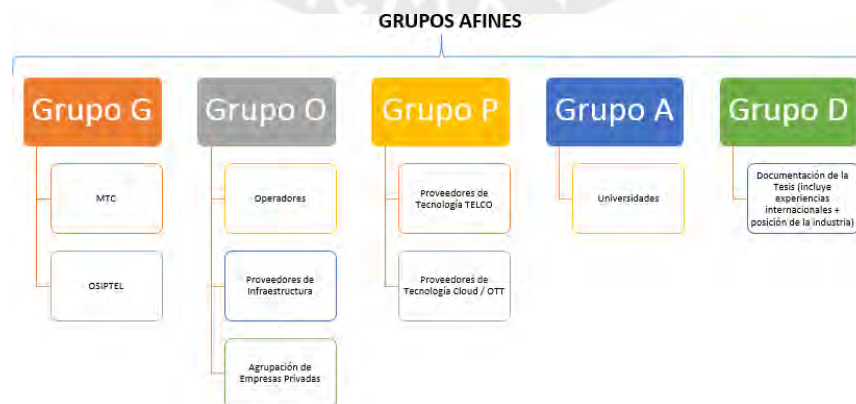 GRUPOS AFINES
Grupo G
Grupo O
Grupo P
Grupo A
Grupo D
MTC
OSIPTEL
Operadores
Proveedores de
Infraestructura
Agrupación de
Empresas Privadas
Proveedores de
Tecnología TELCO
Proveedores de
Tecnología Cloud / OTT
Universidades
Documentación de la
Tesis (incluye
experiencias
internacionales +
posición de la industria)